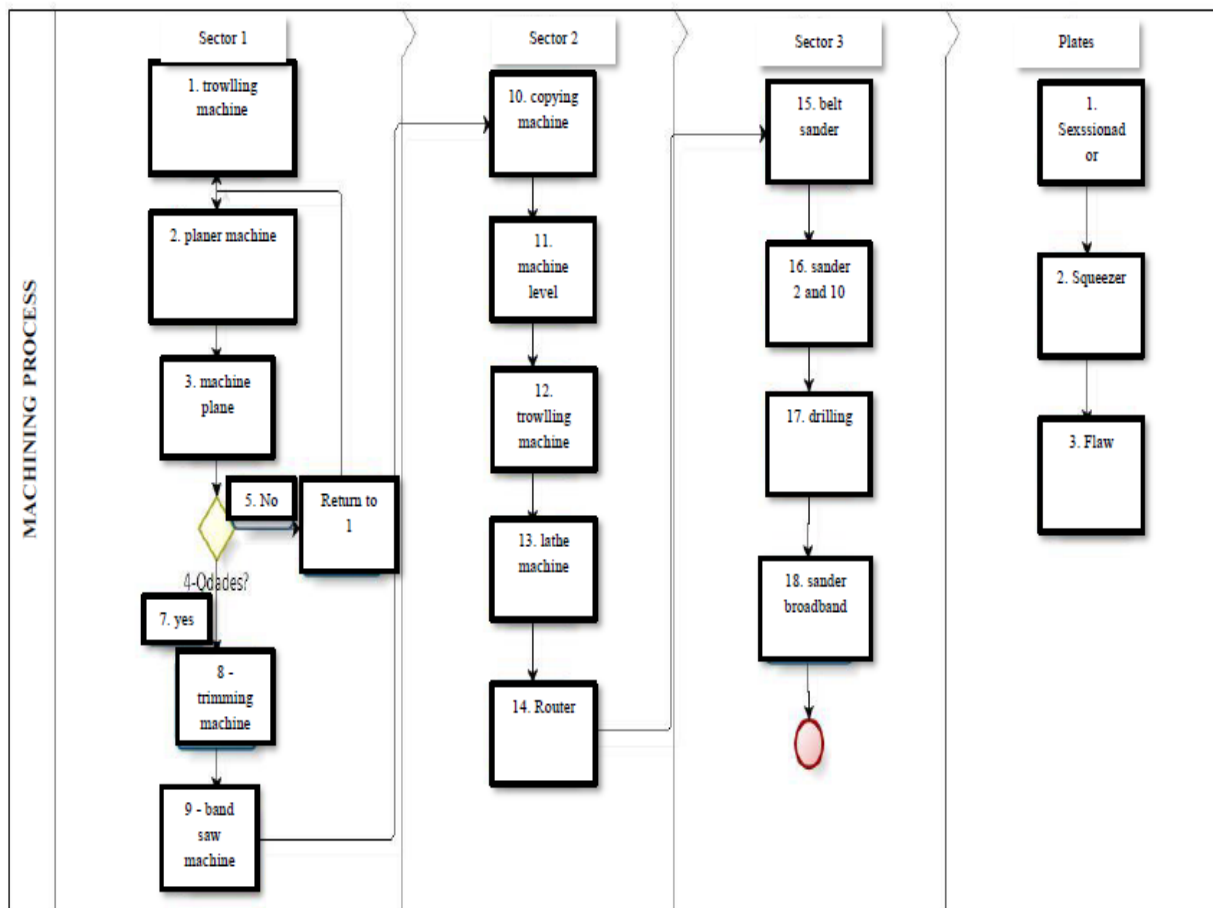 MACHINING PROCESS
Sector 1
1. trowlling
machine
2. planer machine
3. machine
plane
5. No
Return to
1
4-Qdades?
7. yes
8 -
trimming
machine
9 - band
saw
machine
Sector 2
10. copying
machine
11.
machine
level
12.
trowlling
machine
13. lathe
machine
14. Router
Sector 3
15. belt
sander
16. sander
2 and 10
17. drilling
18. sander
broadband
Plates
1.
Sexssionad
or
2. Squeezer
3. Flaw